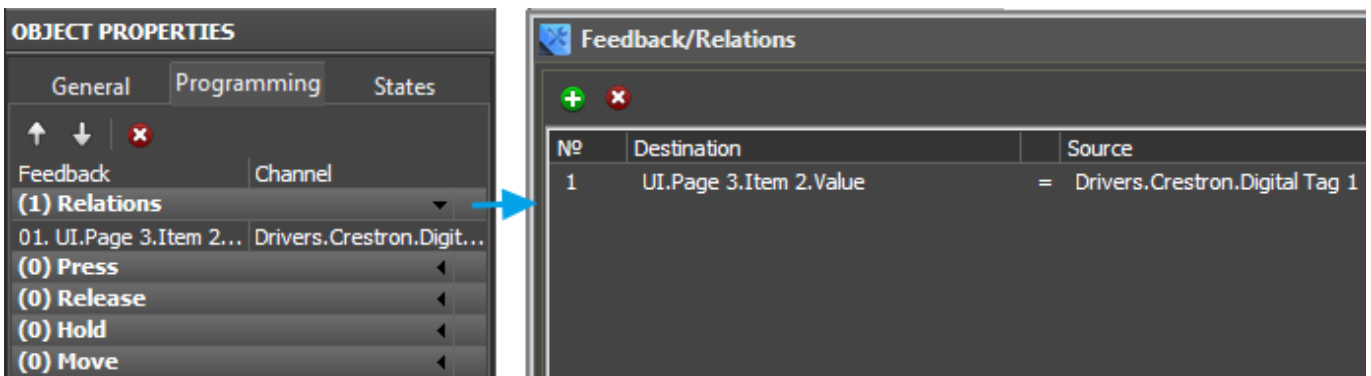 OBJECT PROPERTIES
General Programming States
Feedback Channel
(1) Relations
01. UI.Page 3.Item 2... Drivers.Crestron.Digit...
(0) Press
(0) Release
(0) Hold
(0) Move
Feedback/Relations
Nº Destination Source
1 UI.Page 3.Item 2.Value = Drivers.Crestron.Digital Tag 1